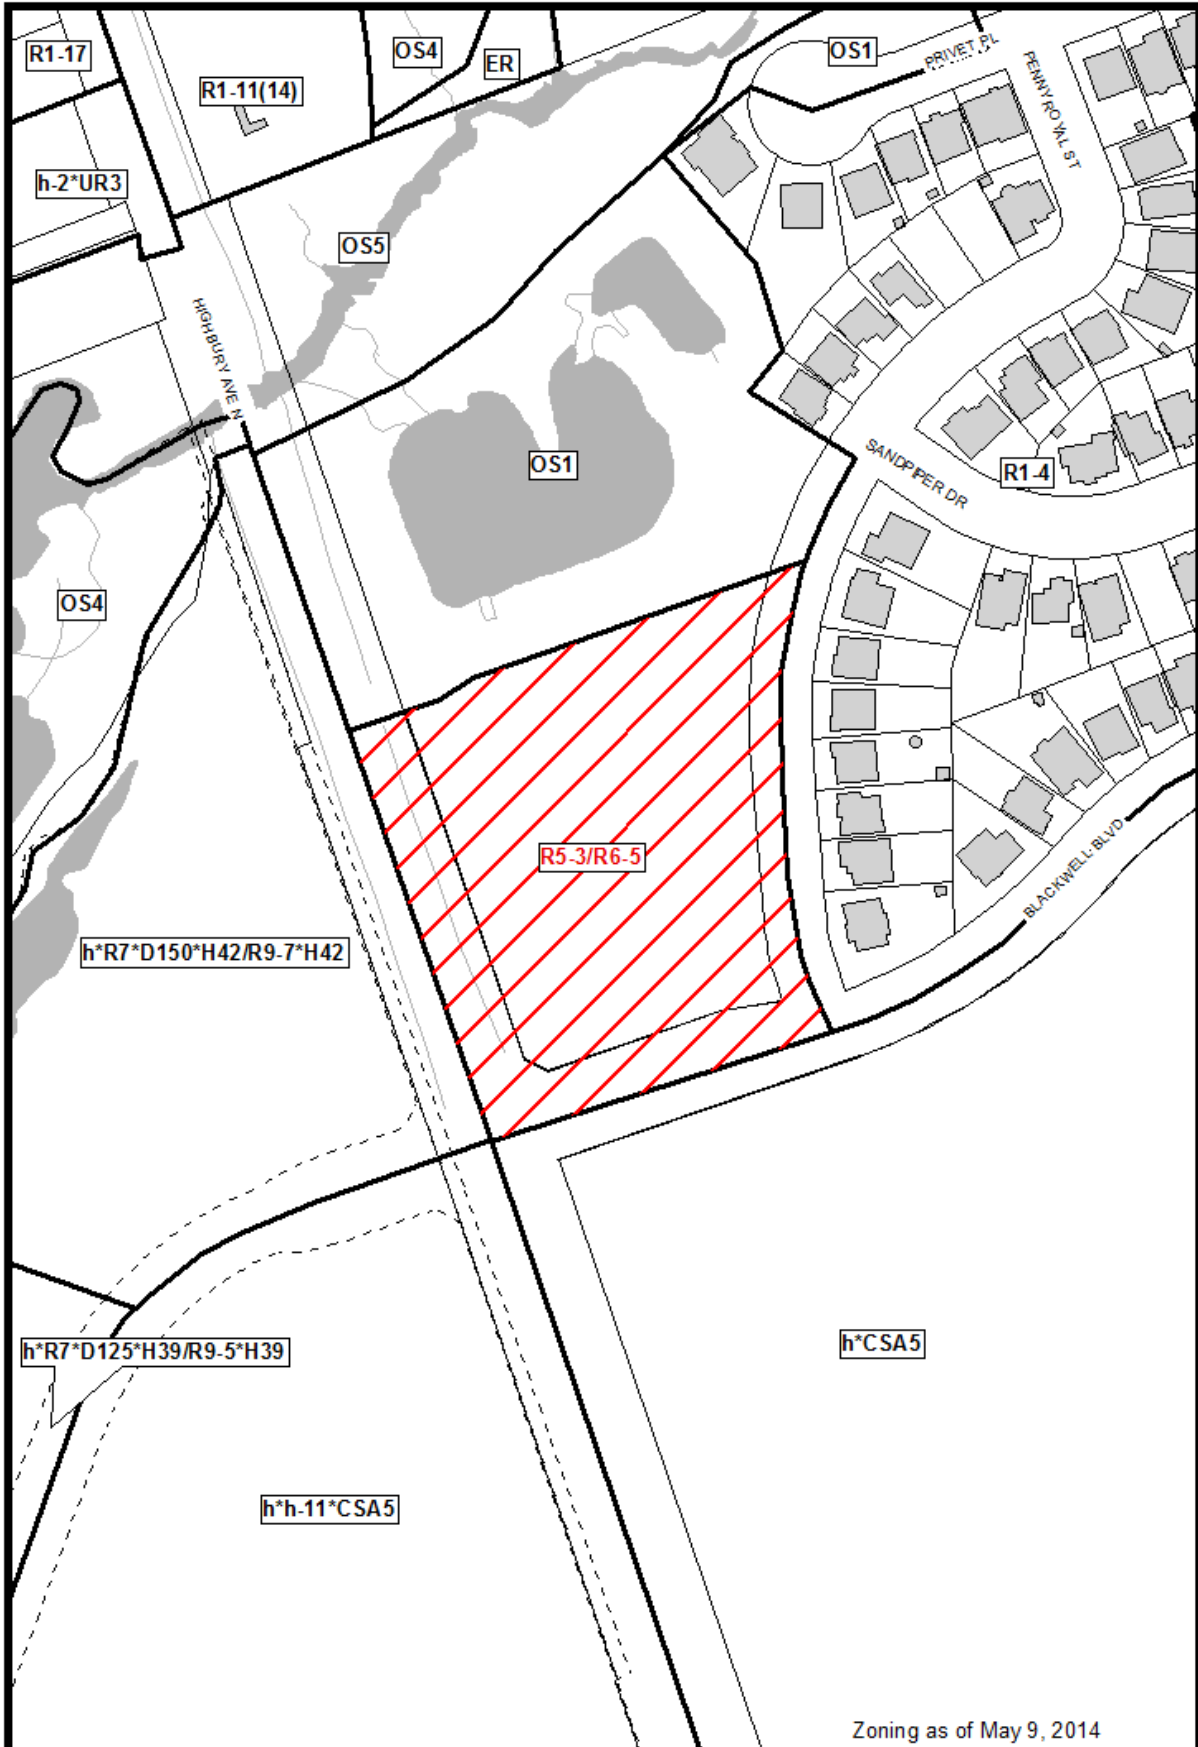 R1-17
OS4
ER
OS1
PRIVET PL
R1-11(14)
PENNYROYAL ST
h-2*UR3
OS5
HIGHBURY AVE N
OS1
SANDPIPER DR
R1-4
OS4
R5-3/R6-5
BLACKWELL BLVD
h*R7*D150*H42/R9-7*H42
h*R7*D125*H39/R9-5*H39
h*CSA5
h*h-11*CSA5
Zoning as of May 9, 2014